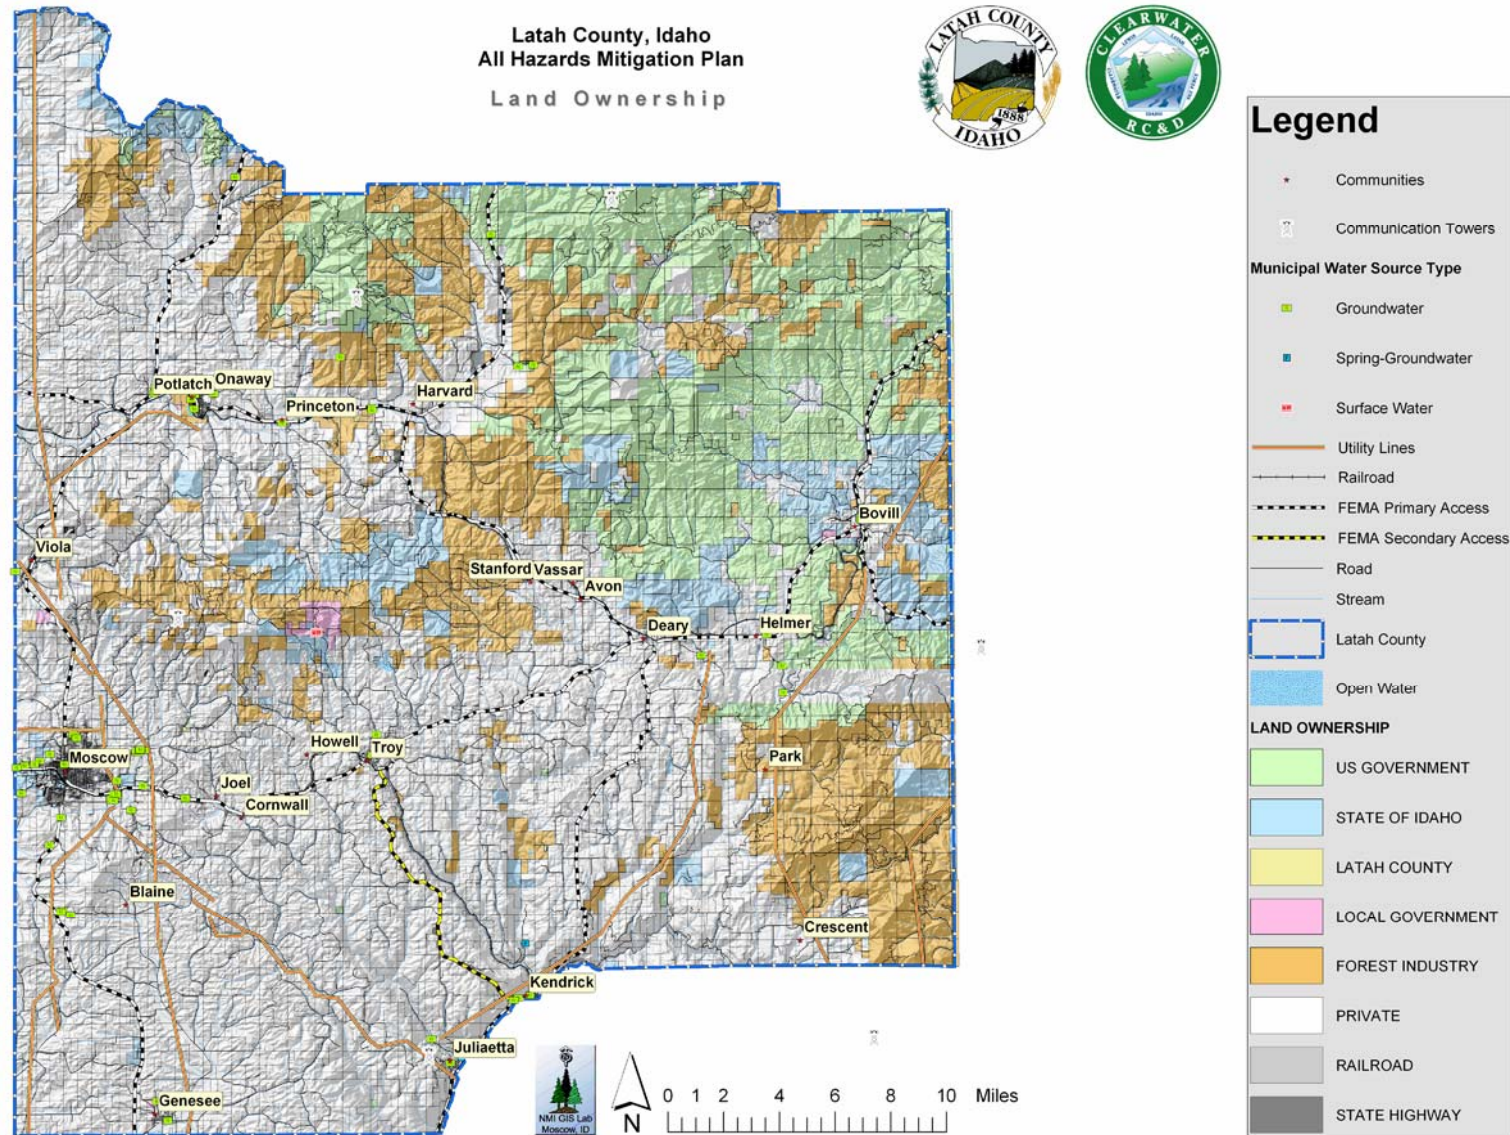 Latah County, Idaho
All Hazards Mitigation Plan
Land Ownership
LATAH COUNTY
1888
IDAHO
CLEARWATER
RC & D
Legend
Communities
Communication Towers
Municipal Water Source Type
Groundwater
Spring-Groundwater
Surface Water
Utility Lines
Railroad
FEMA Primary Access
FEMA Secondary Access
Road
Stream
Latah County
Open Water
LAND OWNERSHIP
US GOVERNMENT
STATE OF IDAHO
LATAH COUNTY
LOCAL GOVERNMENT
FOREST INDUSTRY
PRIVATE
RAILROAD
STATE HIGHWAY
Potlatch
Onaway
Princeton
Harvard
Viola
Bovill
Stanford
Vassar
Avon
Deary
Helmer
Moscow
Howell
Troy
Joel
Cornwall
Park
Blaine
Crescent
Kendrick
Juliaetta
Genesee
NMI GIS Lab
Moscow, ID
N
0 1 2 4 6 8 10 Miles